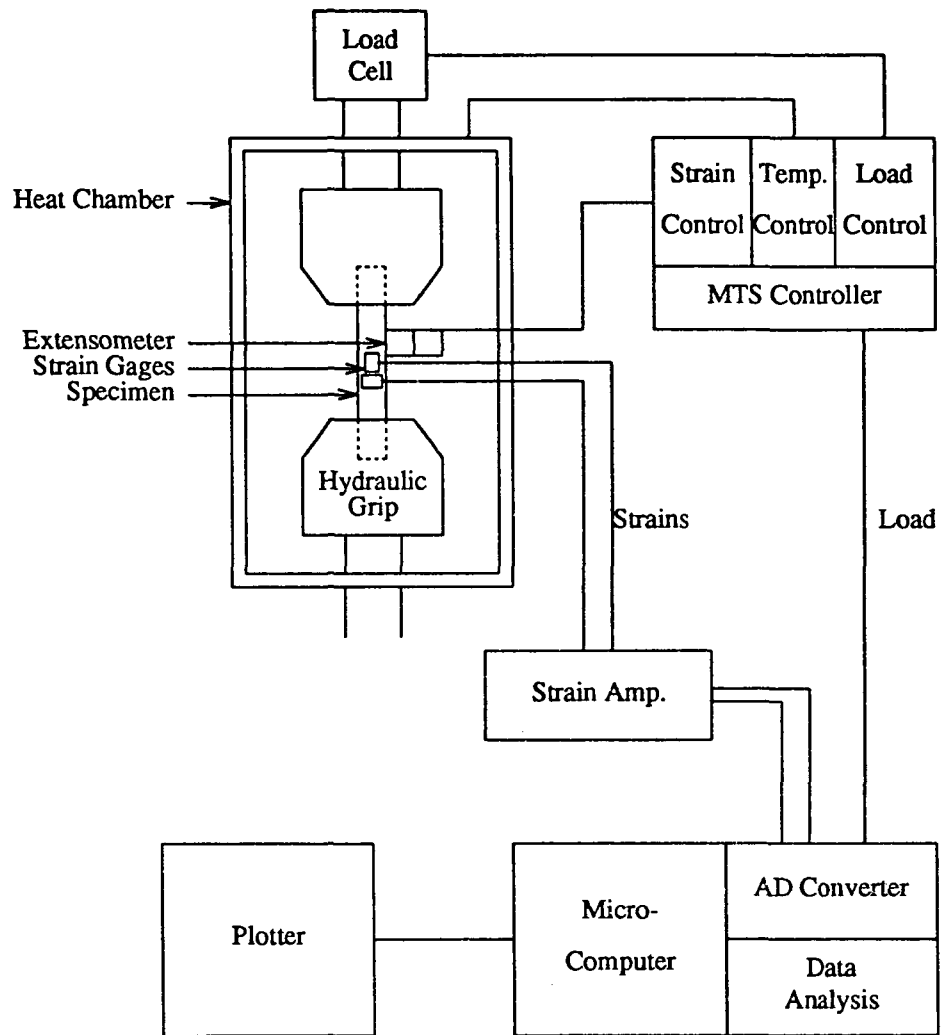 Load
Cell
Heat Chamber
Strain
Control
Temp.
Control
Load
Control
MTS Controller
Extensometer
Strain Gages
Specimen
Hydraulic
Grip
Strains
Load
Strain Amp.
Plotter
Micro-
Computer
AD Converter
Data
Analysis